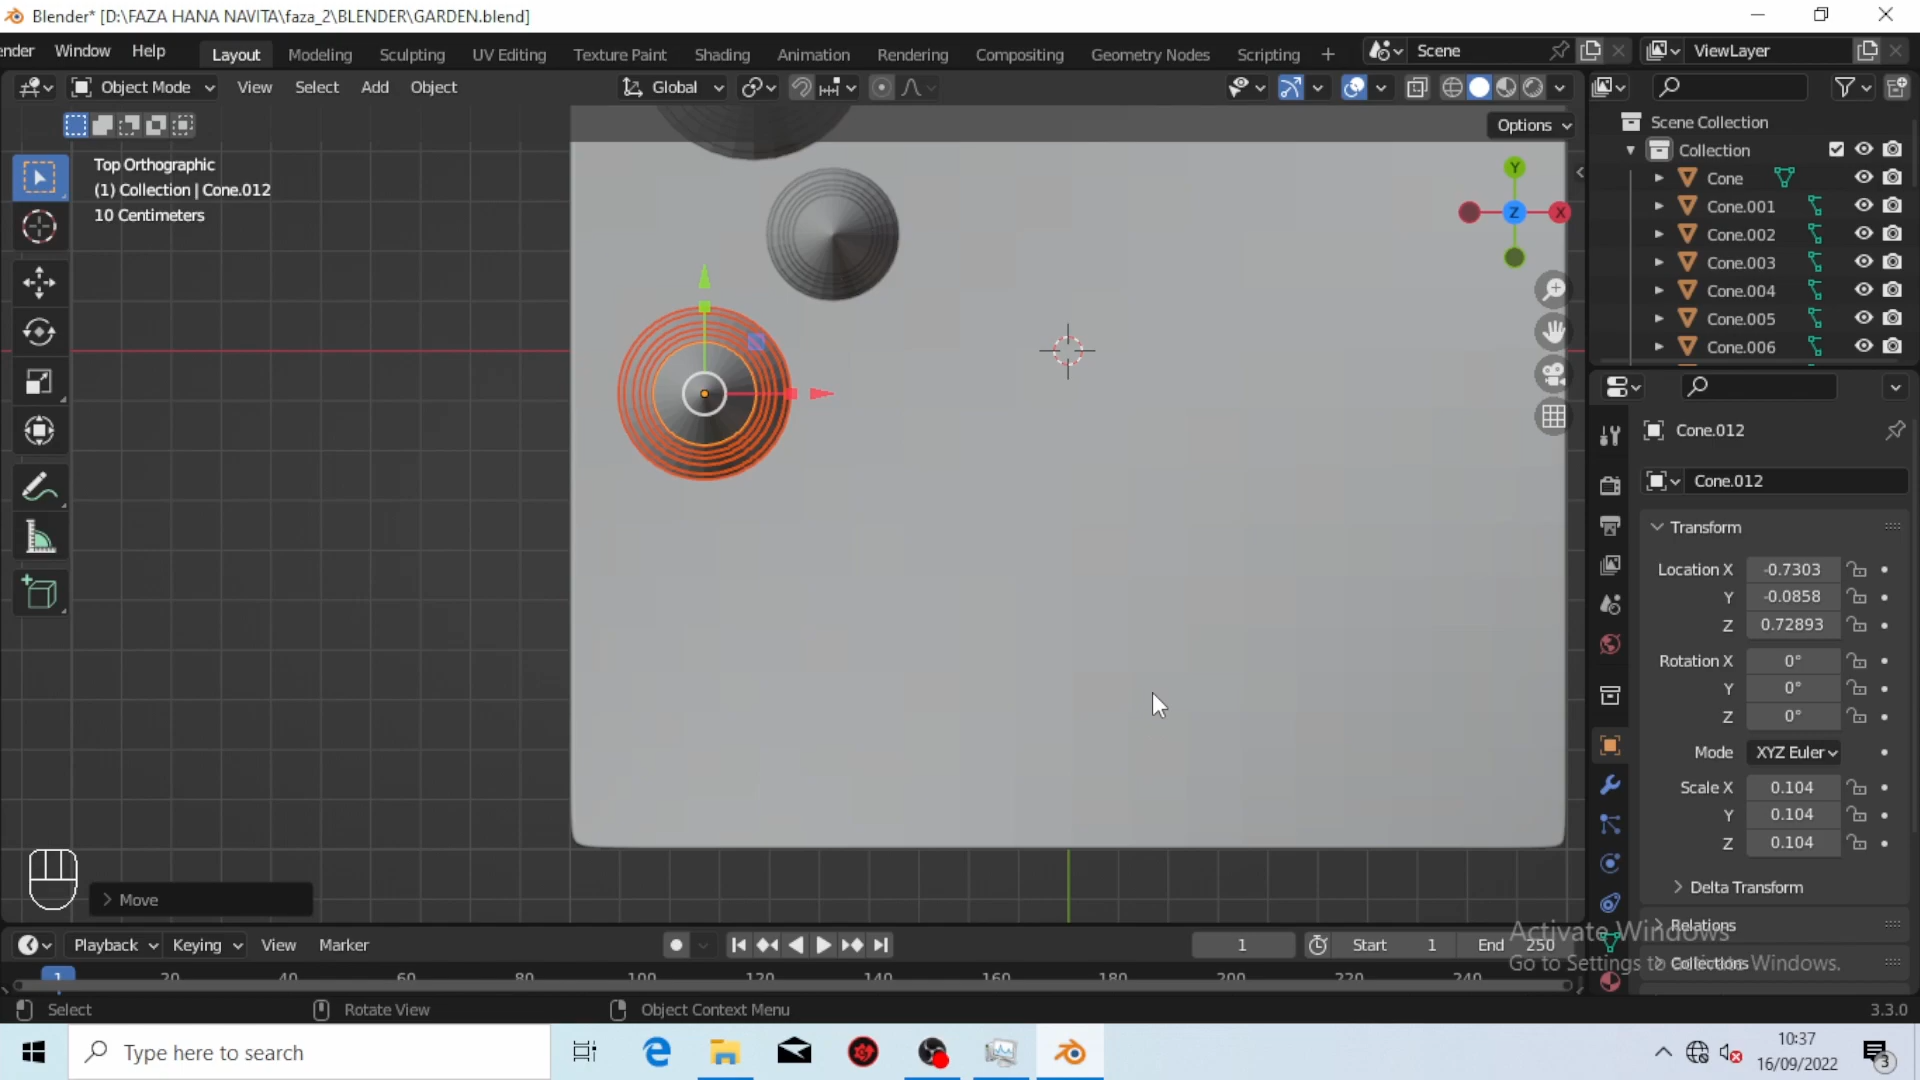 Blender* [D:\FAZA HANA NAVITA\faza_2\BLENDER\GARDEN.blend]
ender Window Help Layout Modeling Sculpting UV Editing Texture Paint Shading Animation Rendering Compositing Geometry Nodes Scripting + Scene ViewLayer
Object Mode View Select Add Object Global
Options
Top Orthographic
(1) Collection | Cone.012
10 Centimeters
Y
X
Z
Scene Collection
Collection
Cone
Cone.001
Cone.002
Cone.003
Cone.004
Cone.005
Cone.006
Cone.012
Cone.012
Transform
Location X -0.7303
Y -0.0858
Z 0.72893
Rotation X 0°
Y 0°
Z 0°
Mode XYZ Euler
Scale X 0.104
Y 0.104
Z 0.104
Delta Transform
Relations
Collections
Activate Windows
Go to Settings to activate Windows.
Move
Playback Keying View Marker 1 Start 1 End 250
1 20 40 60 80 100 120 140 160 180 200 220 240
Select Rotate View Object Context Menu 3.3.0
Type here to search
10:37
16/09/2022
3